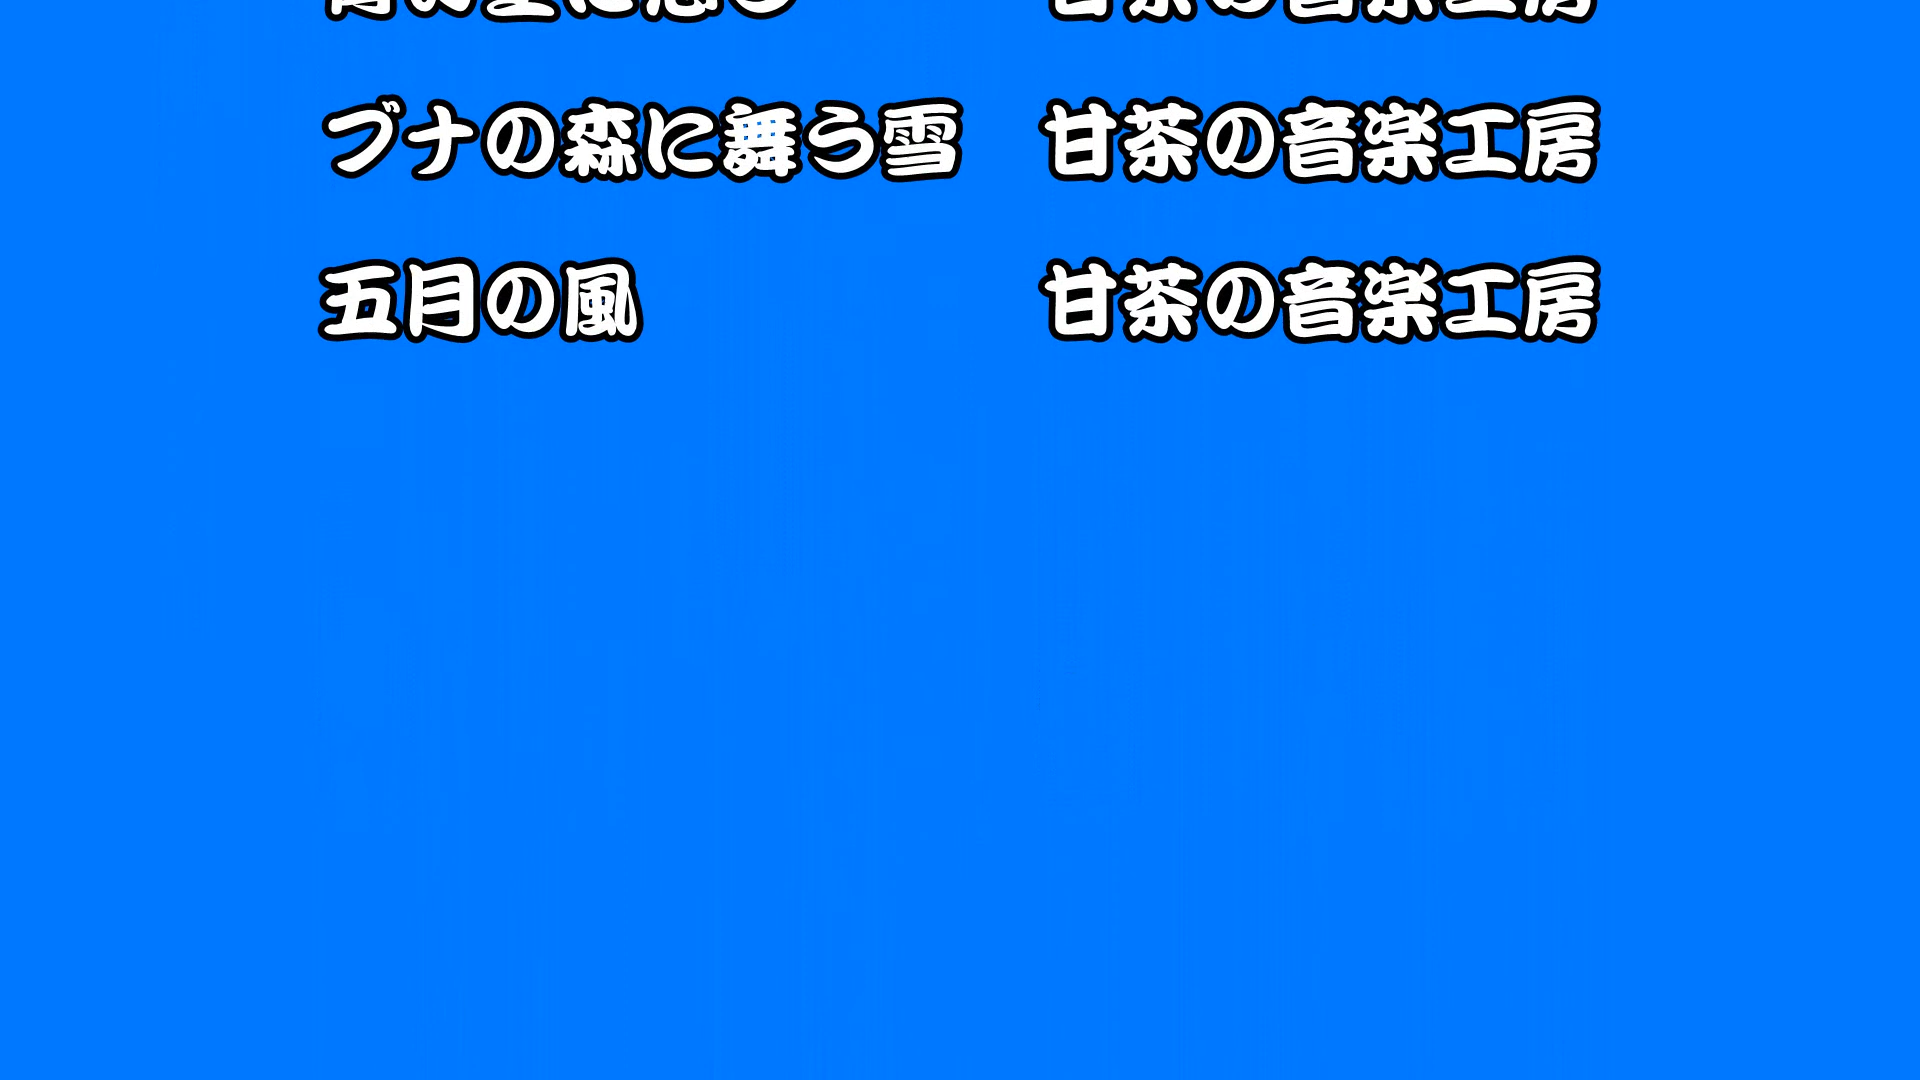 ブナの森に舞う雪 甘茶の音楽工房
五月の風 甘茶の音楽工房